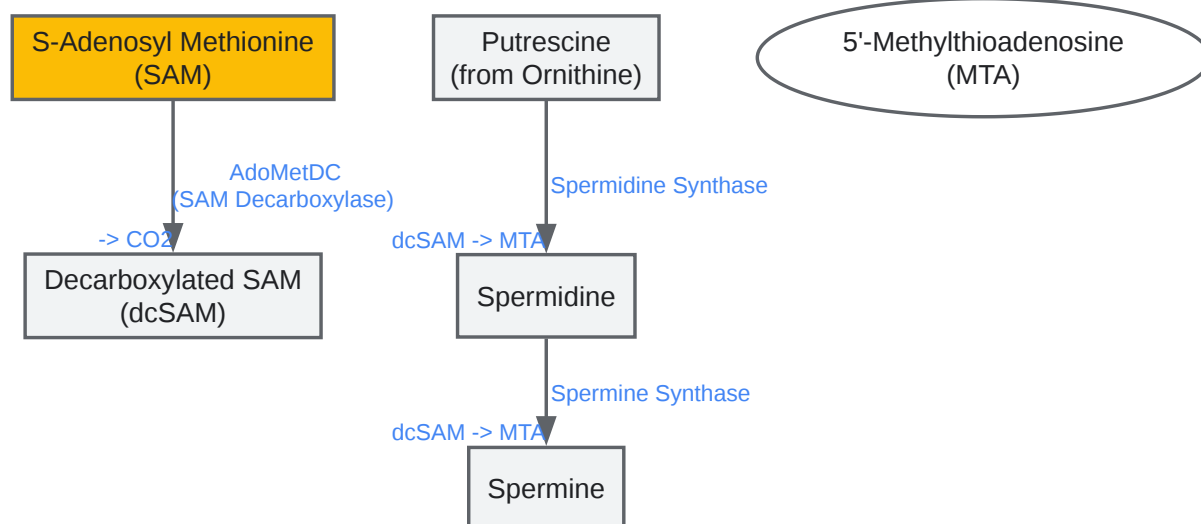 S-Adenosyl Methionine
(SAM)
Putrescine
(from Ornithine)
5'-Methylthioadenosine
(MTA)
AdoMetDC
(SAM Decarboxylase)
-> CO2
Spermidine Synthase
dcSAM -> MTA
Decarboxylated SAM
(dcSAM)
Spermidine
Spermine Synthase
dcSAM -> MTA
Spermine